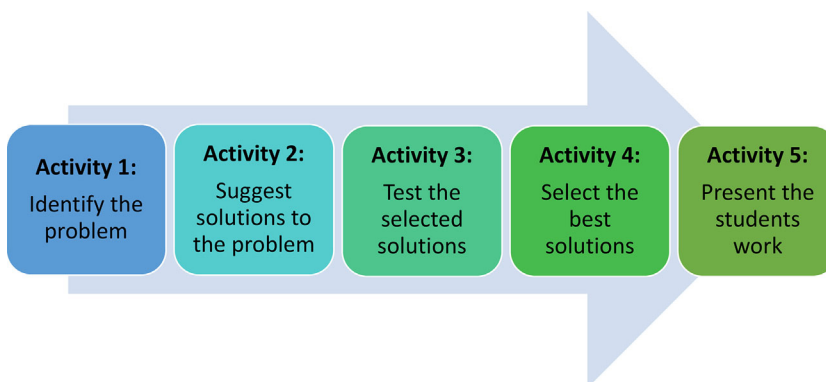 Activity 1:
Identify the
problem
Activity 2:
Suggest
solutions to
the problem
Activity 3:
Test the
selected
solutions
Activity 4:
Select the
best
solutions
Activity 5:
Present the
students
work